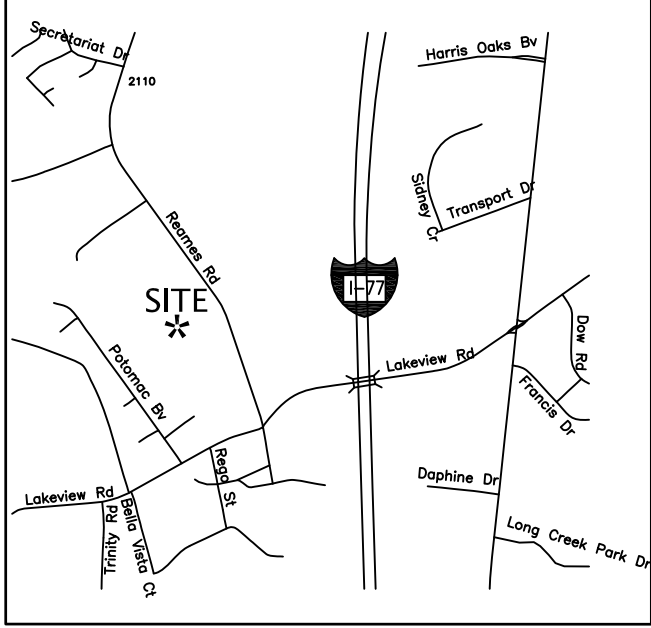 Secretariat Dr
2110
Harris Oaks Bv
Sidney Cr
Transport Dr
Reames Rd
I-77
SITE
*
Potomac Bv
Lakeview Rd
Dow Rd
Francis Dr
Rego St
Daphine Dr
Lakeview Rd
Trinity Rd
Bella Vista Ct
Long Creek Park Dr